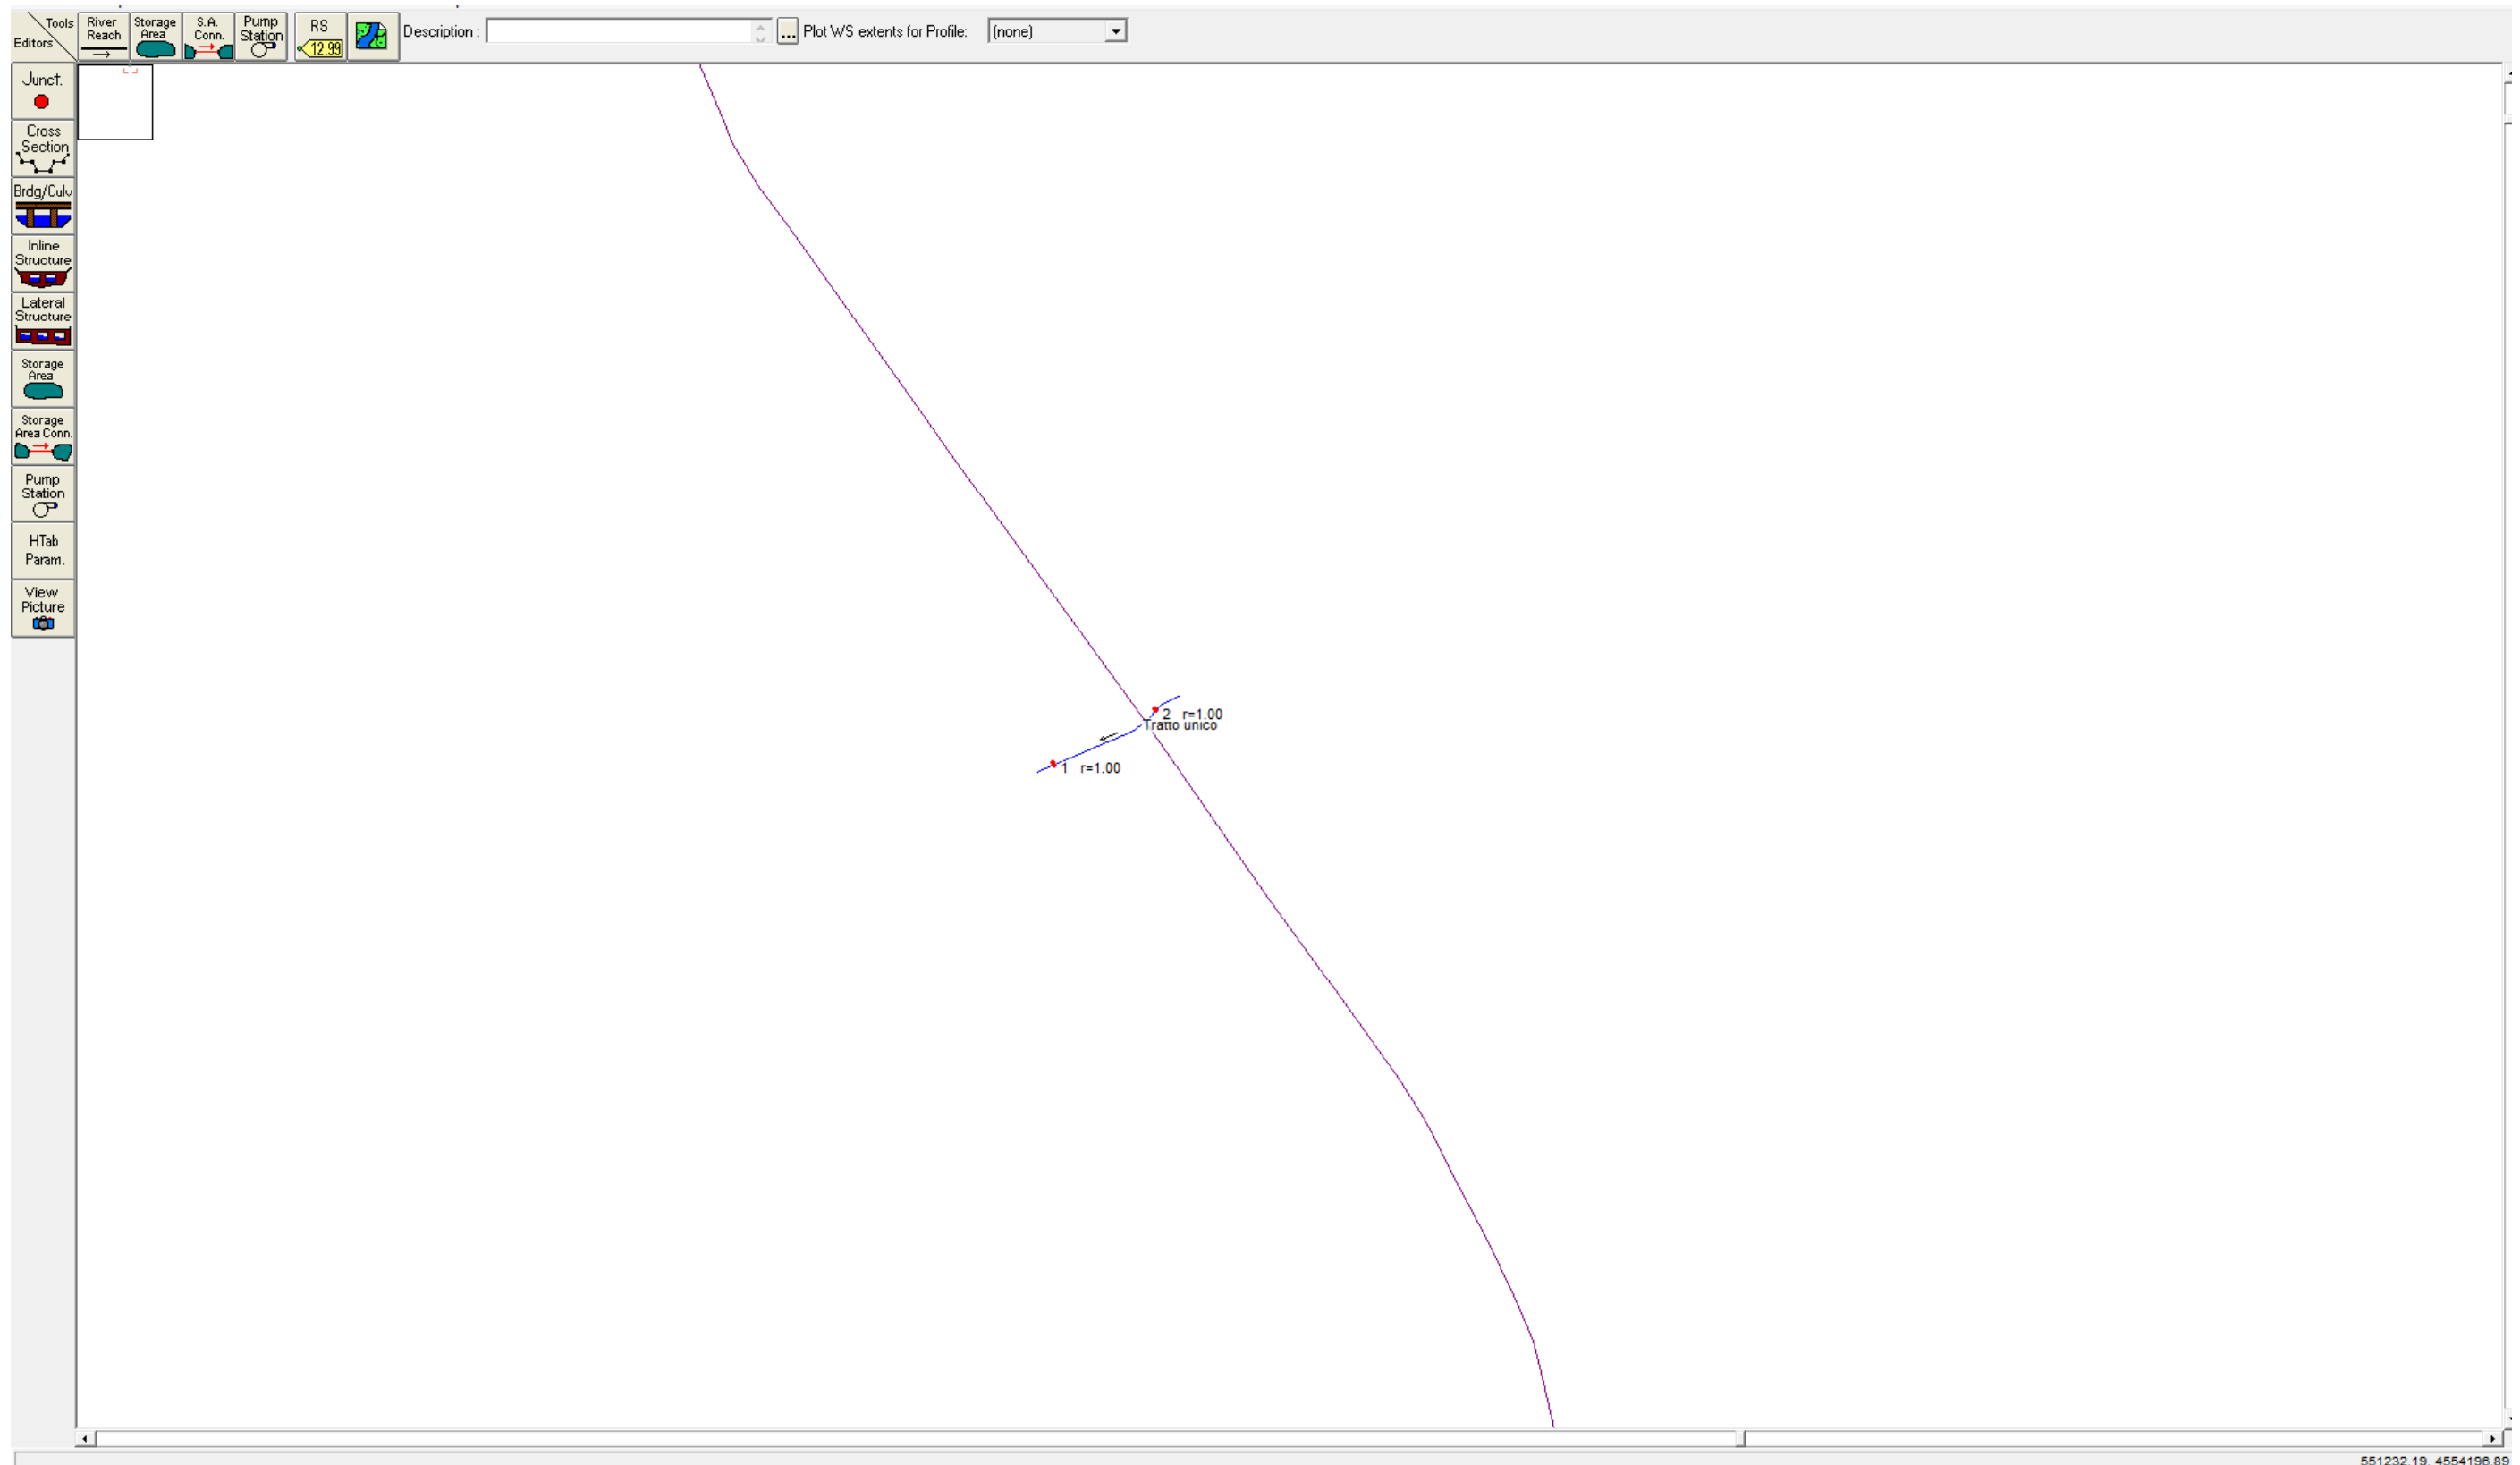 Tools
Editors
River
Reach
Storage
Area
S.A.
Conn.
Pump
Station
RS
12.99
Description :
...
Plot WS extents for Profile:
(none)
Junct.
Cross
Section
Brdg/Culv
Inline
Structure
Lateral
Structure
Storage
Area
Storage
Area Conn.
Pump
Station
HTab
Param.
View
Picture
2 r=1.00
Tratto unico
1 r=1.00
551232.19, 4554196.89